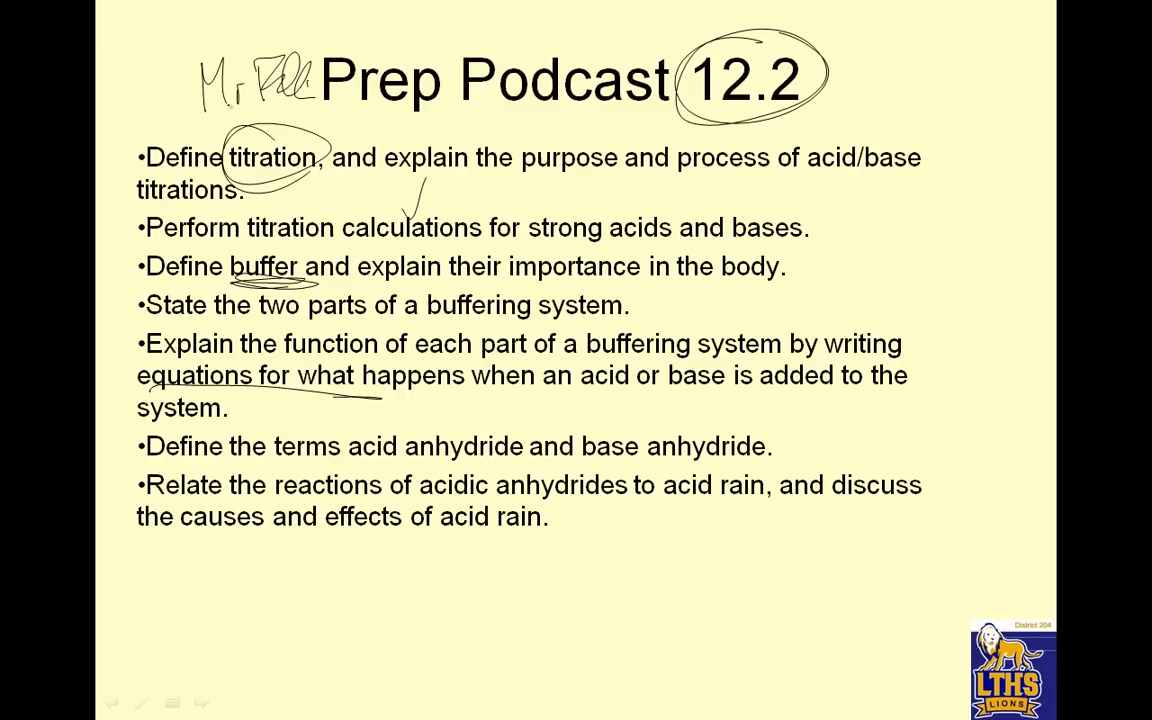 Mr Prep Podcast 12.2
•Define titration, and explain the purpose and process of acid/base
titrations.
•Perform titration calculations for strong acids and bases.
•Define buffer and explain their importance in the body.
•State the two parts of a buffering system.
•Explain the function of each part of a buffering system by writing
equations for what happens when an acid or base is added to the
system.
•Define the terms acid anhydride and base anhydride.
•Relate the reactions of acidic anhydrides to acid rain, and discuss
the causes and effects of acid rain.
District 204
LTHS
LIONS